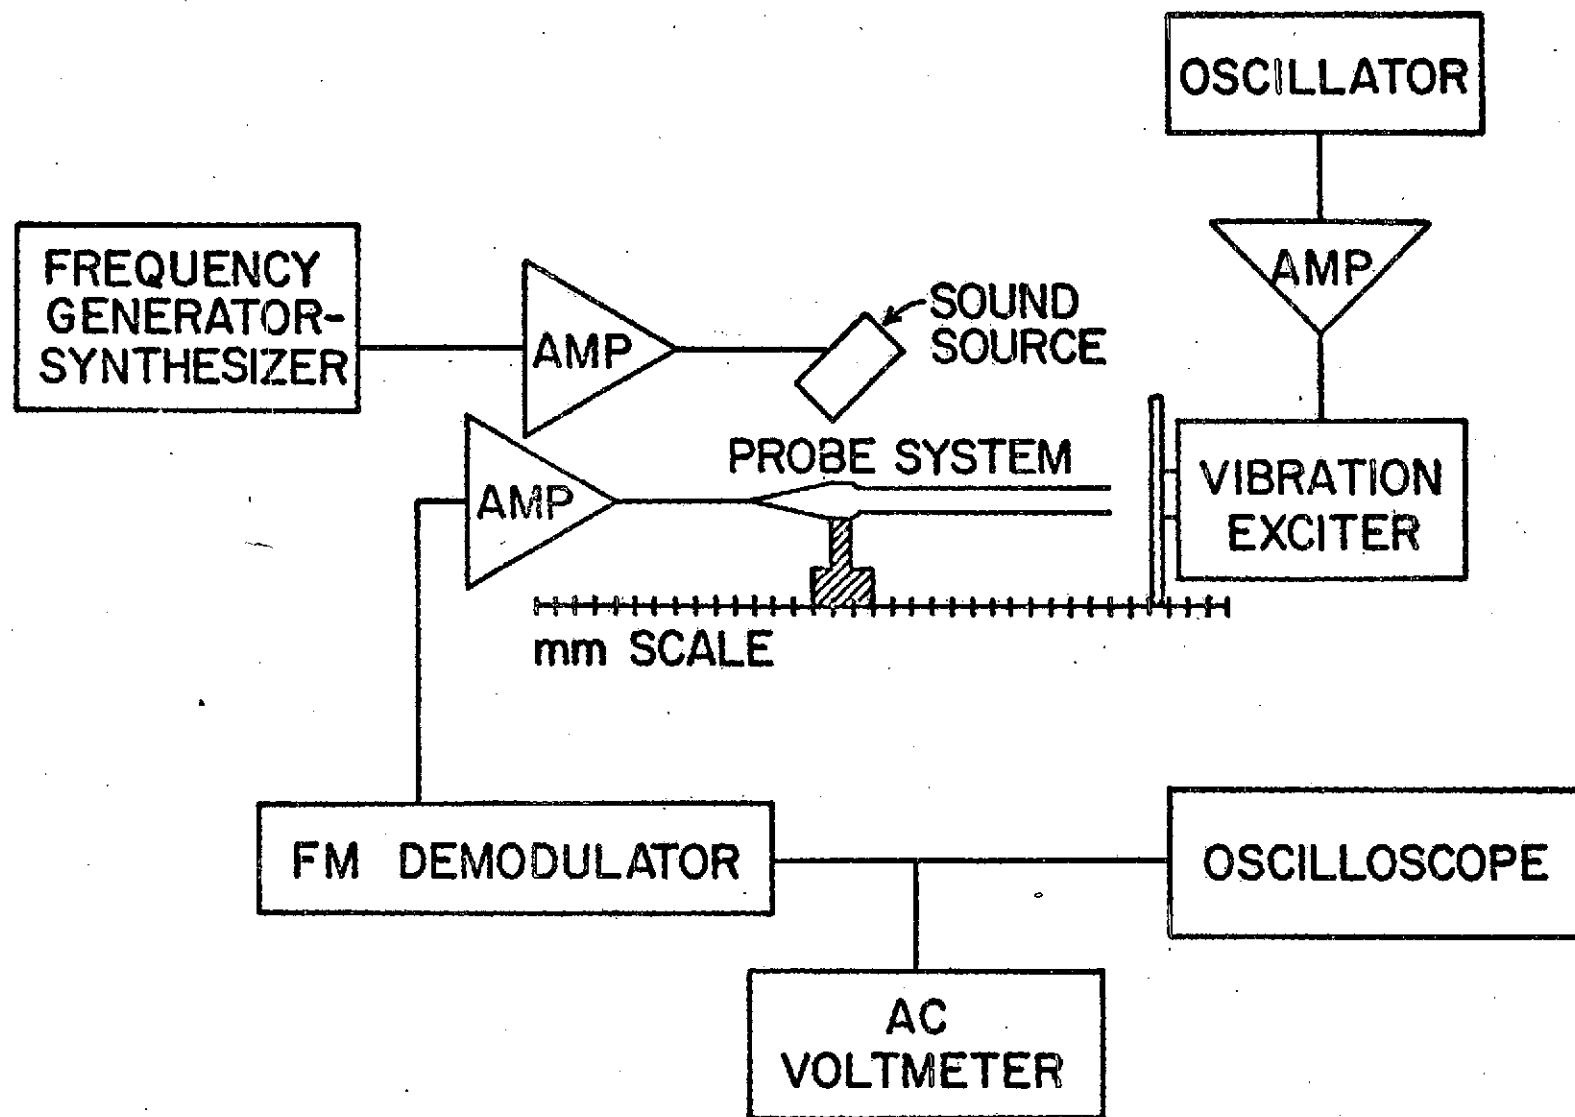 OSCILLATOR
AMP
FREQUENCY
GENERATOR-
SYNTHESIZER
AMP
SOUND
SOURCE
AMP
PROBE SYSTEM
VIBRATION
EXCITER
mm SCALE
FM DEMODULATOR
OSCILLOSCOPE
AC
VOLTMETER